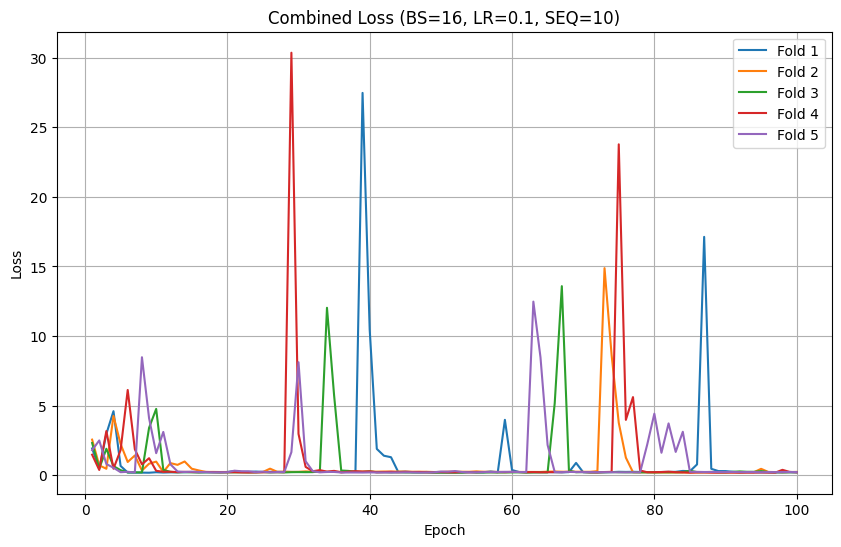 Combined Loss (BS=16, LR=0.1, SEQ=10)
Fold 1
Fold 2
Fold 3
Fold 4
Fold 5
Loss
30
25
20
15
10
5
0
0 20 40 60 80 100
Epoch